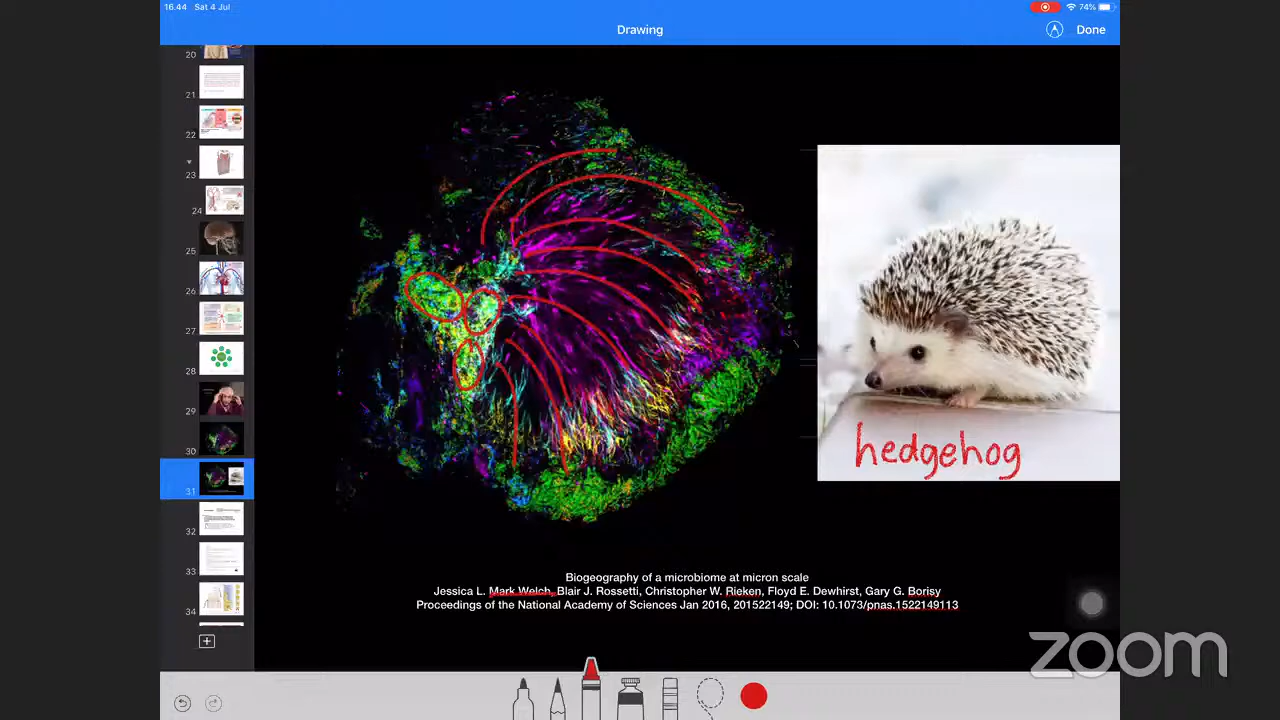 16.44 Sat 4 Jul
74%
Drawing
Done
20
21
22
23
24
25
26
27
28
29
30
31
32
33
34
hedgehog
Biogeography of a microbiome at micron scale
Jessica L. Mark Welch, Blair J. Rossetti, Christopher W. Rieken, Floyd E. Dewhirst, Gary G. Borisy
Proceedings of the National Academy of Sciences Jan 2016, 201522149; DOI: 10.1073/pnas.1522149113
zoom